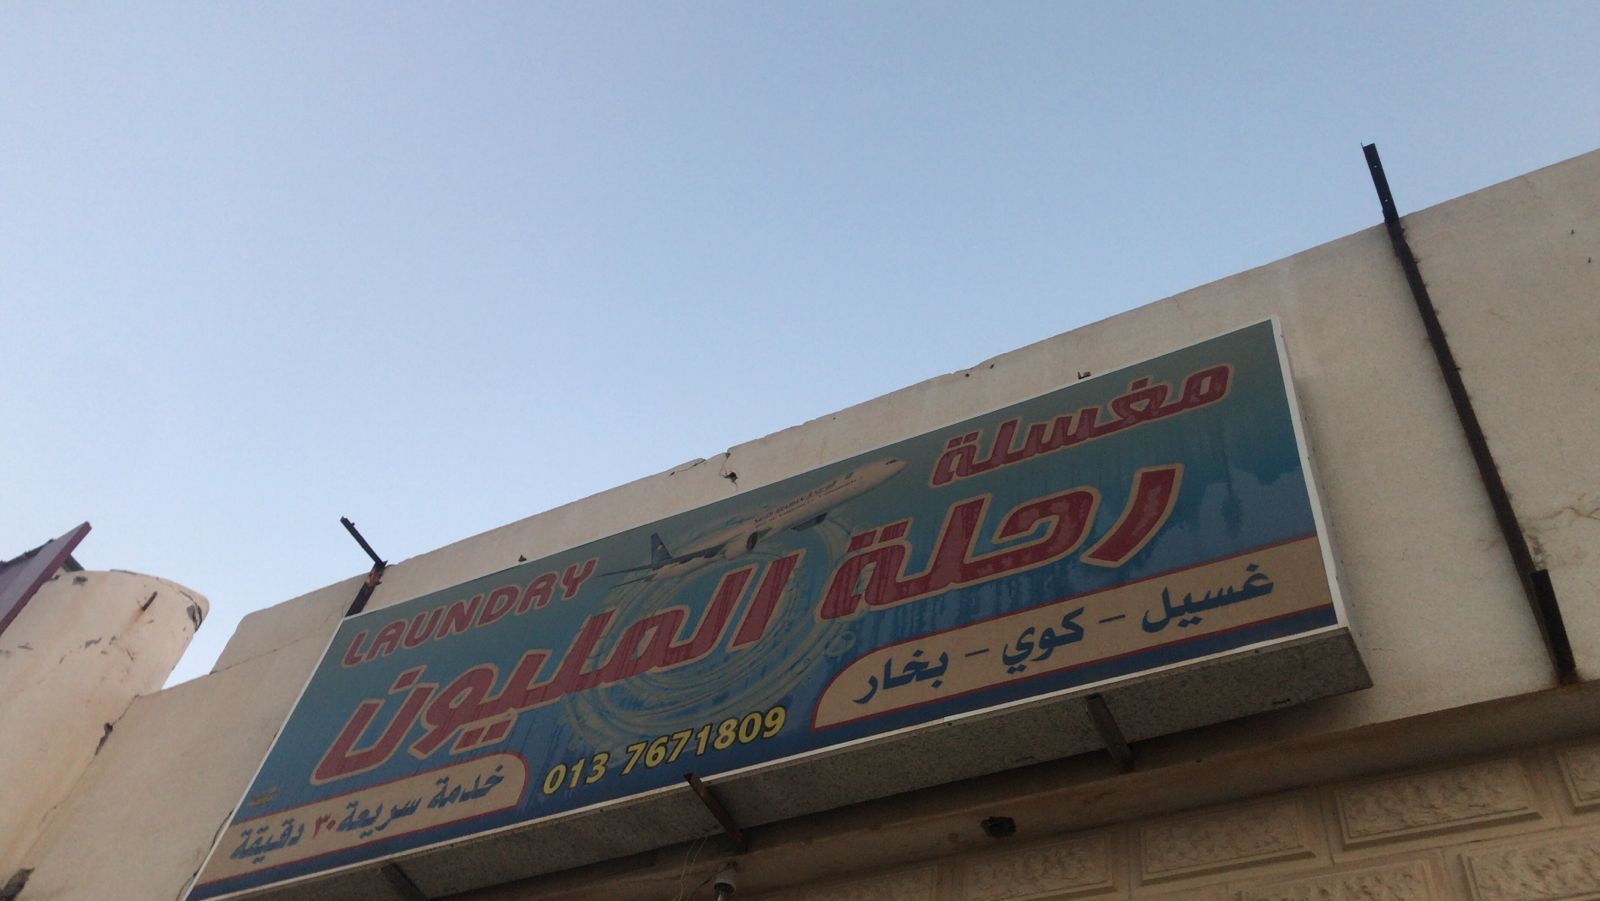 مغسلة
LAUNDRY
رحلة المليون
غسيل - كوي - بخار
013 7671809
خدمة سريعة ٣٠ دقيقة